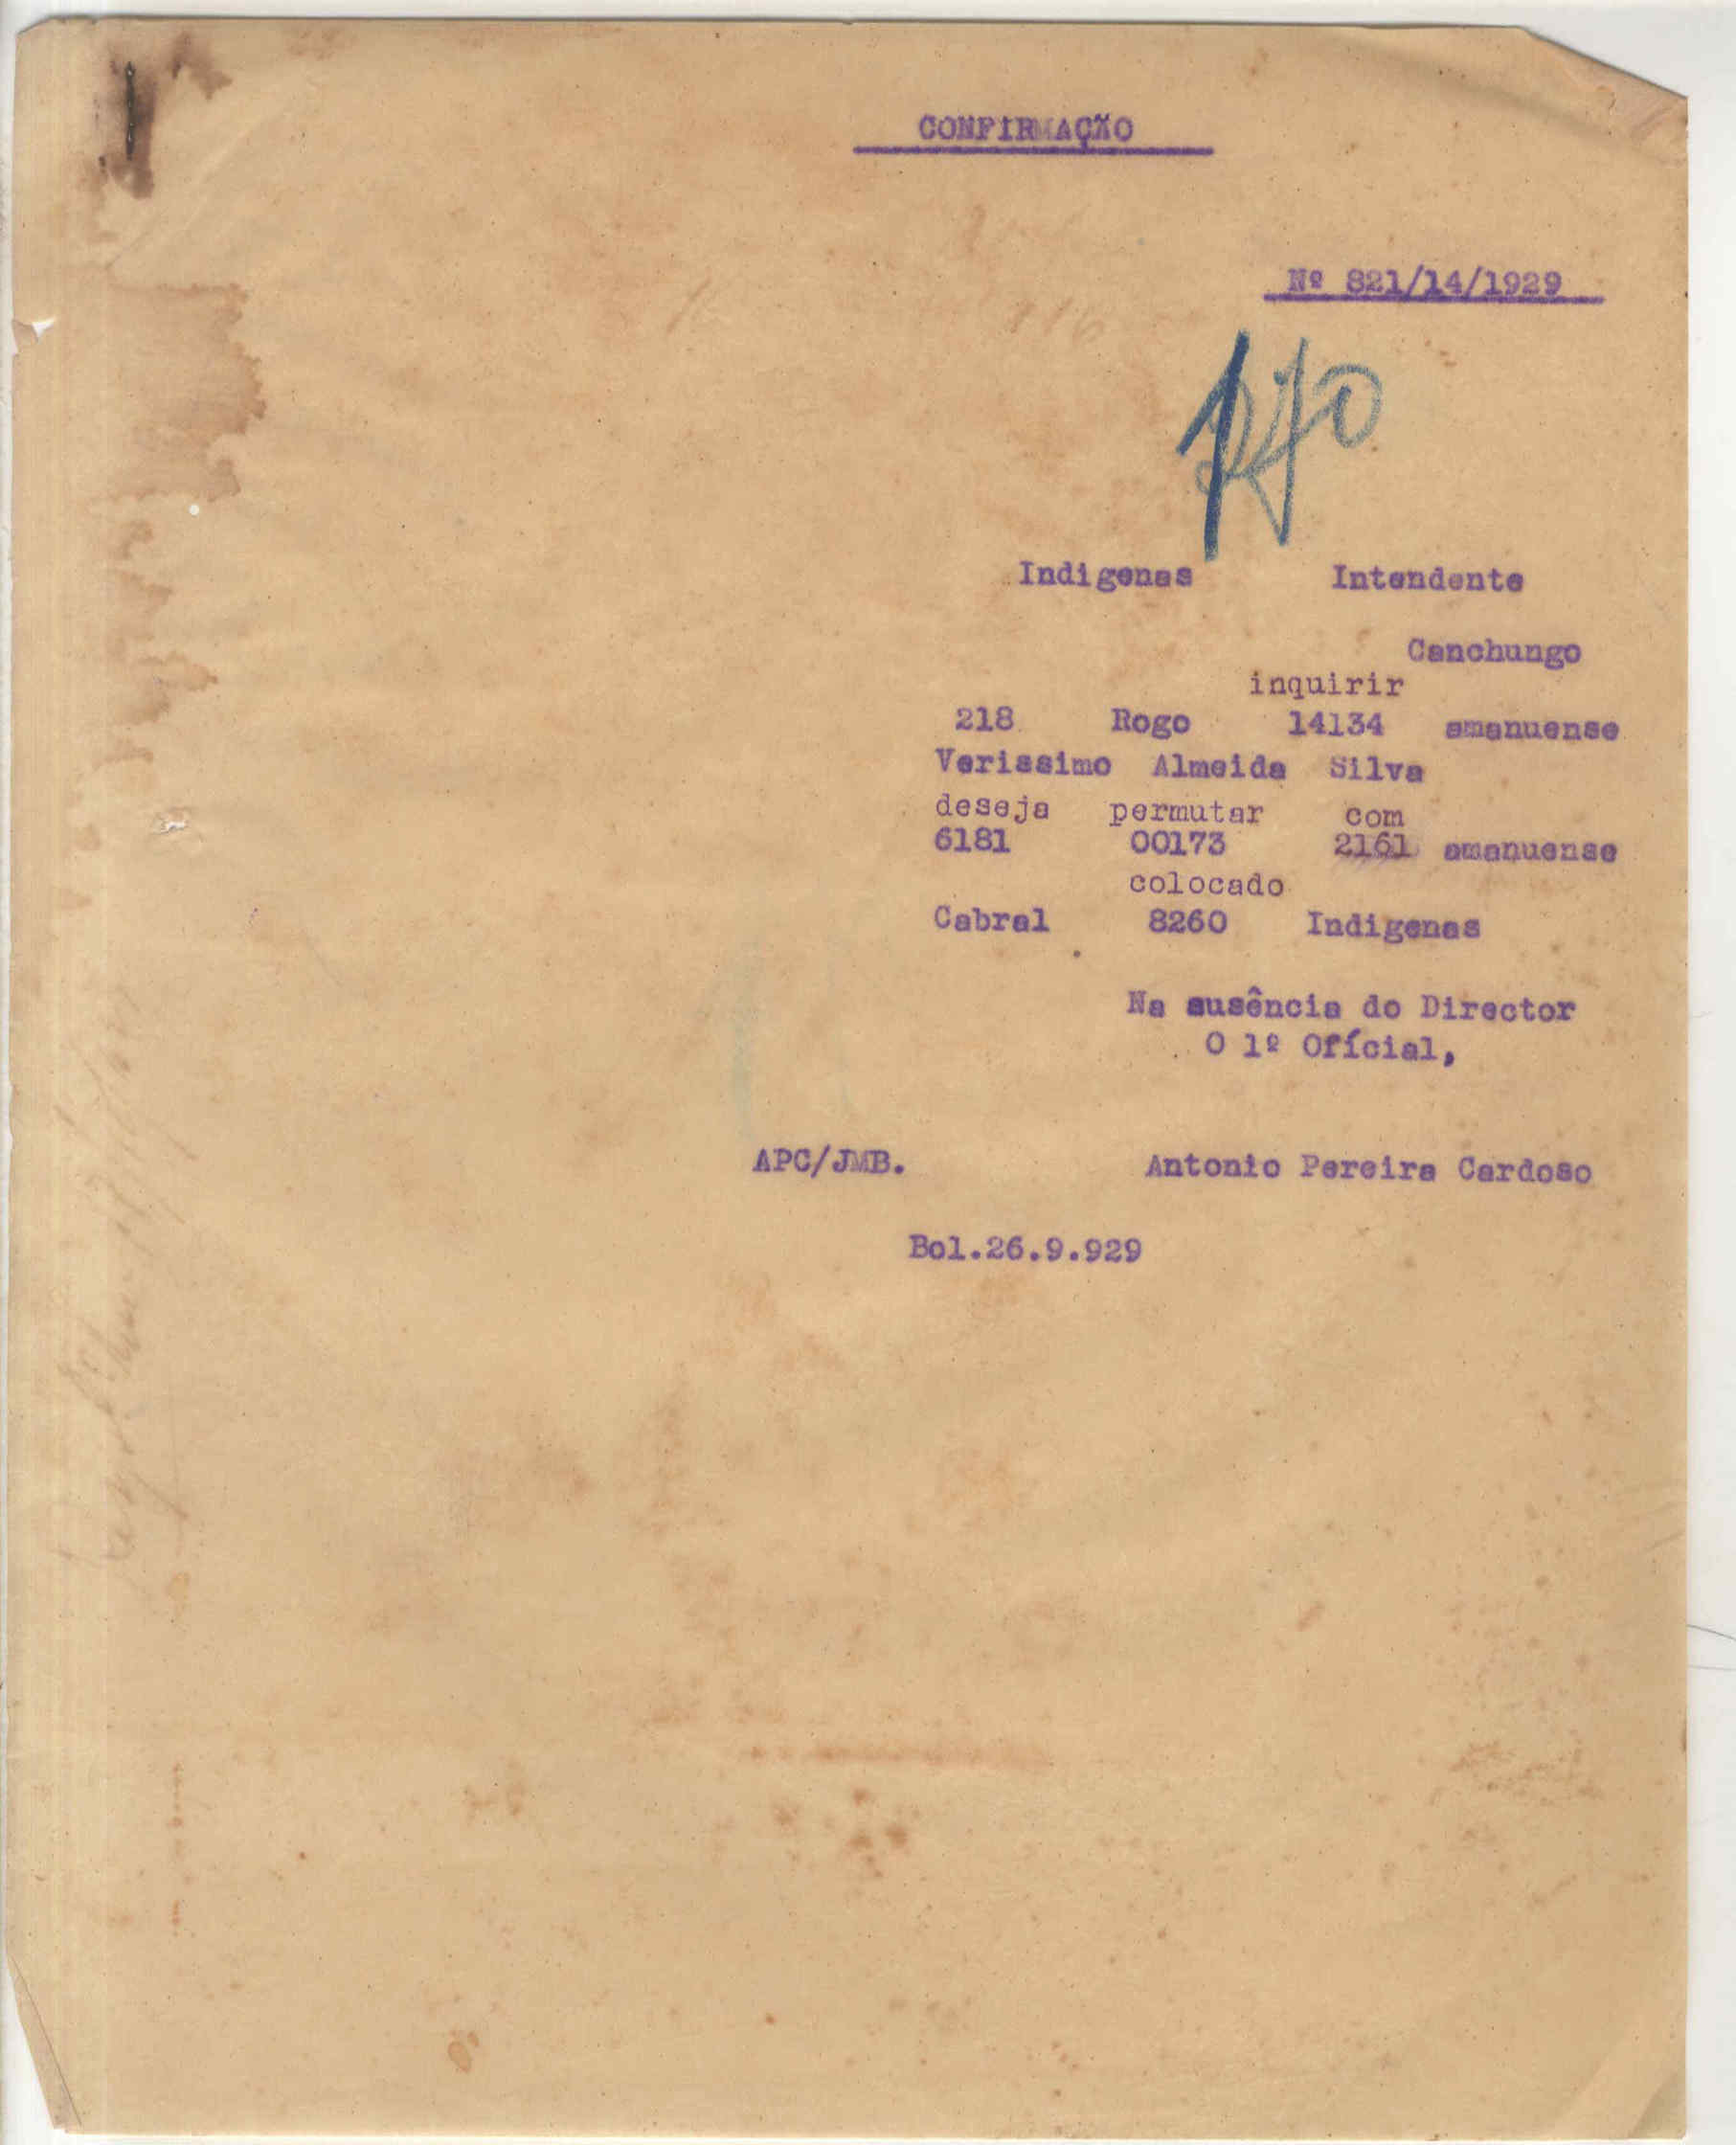 CONFIRMAÇÃO
Nº 821/14/1929
Indigenas Intendente
Canchungo
inquirir
218 Rogo 14134 amanuense
Verissimo Almeida Silva
deseja permutar com
6181 00173 2161 amanuense
colocado
Cabral 8260 Indigenas
Na ausência do Director
O 1º Ofícial,
APC/JMB. Antonio Pereira Cardoso
Bol.26.9.929